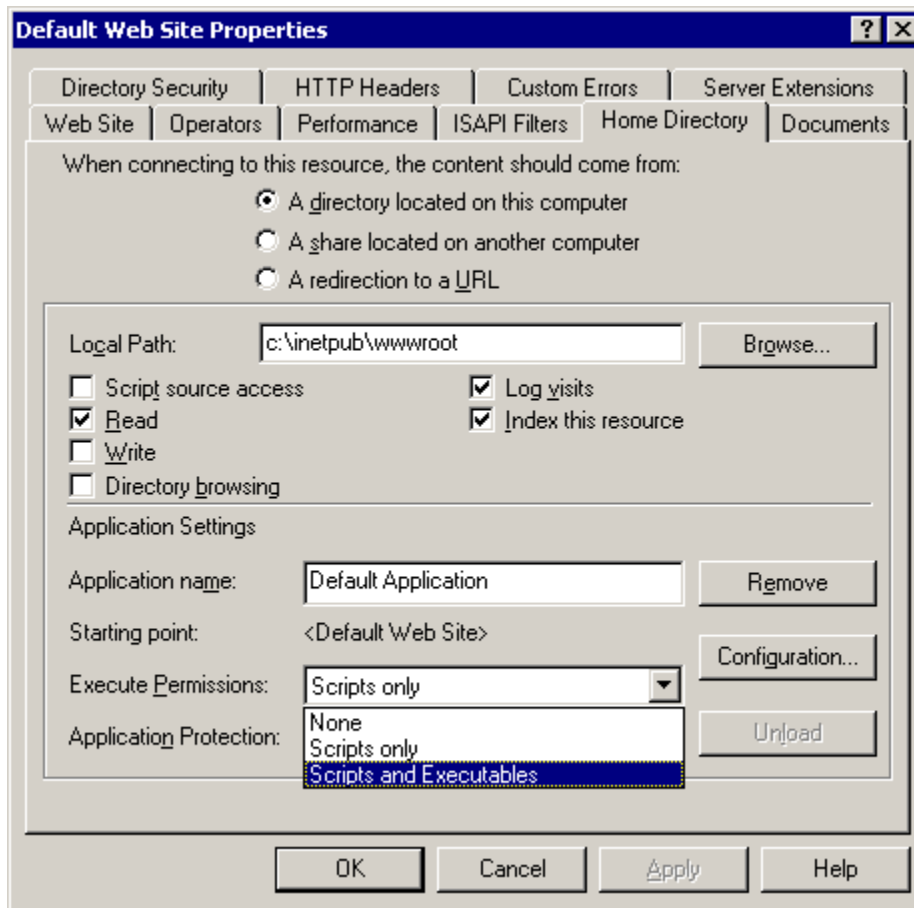 Default Web Site Properties
Directory Security HTTP Headers Custom Errors Server Extensions
Web Site Operators Performance ISAPI Filters Home Directory Documents
When connecting to this resource, the content should come from:
A directory located on this computer
A share located on another computer
A redirection to a URL
Local Path: c:\inetpub\wwwroot Browse...
Script source access Log visits
Read Index this resource
Write
Directory browsing
Application Settings
Application name: Default Application Remove
Starting point: <Default Web Site>
Configuration...
Execute Permissions: Scripts only
None
Application Protection: Scripts only Unload
Scripts and Executables
OK Cancel Apply Help